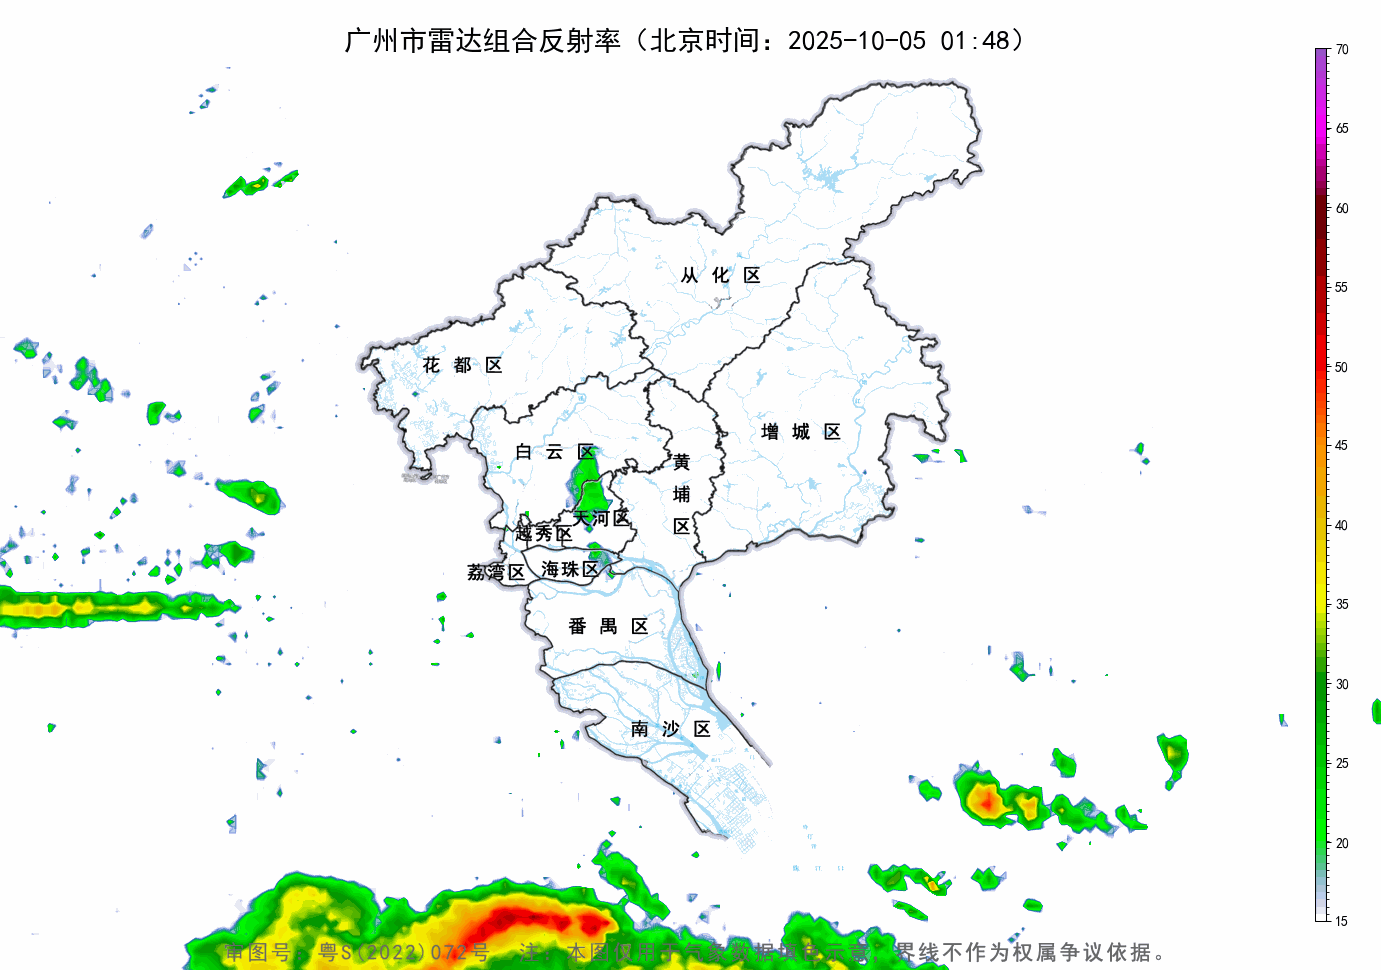 广州市雷达组合反射率（北京时间：2025-10-05 01:48）
70
65
60
55
50
45
40
35
30
25
20
15
从化区
花都区
增城区
白云区
黄埔区
天河区
越秀区
荔湾区
海珠区
番禺区
南沙区
审图号：粤S(2022)072号 注：本图仅用于气象数据填色示意，界线不作为权属争议依据。